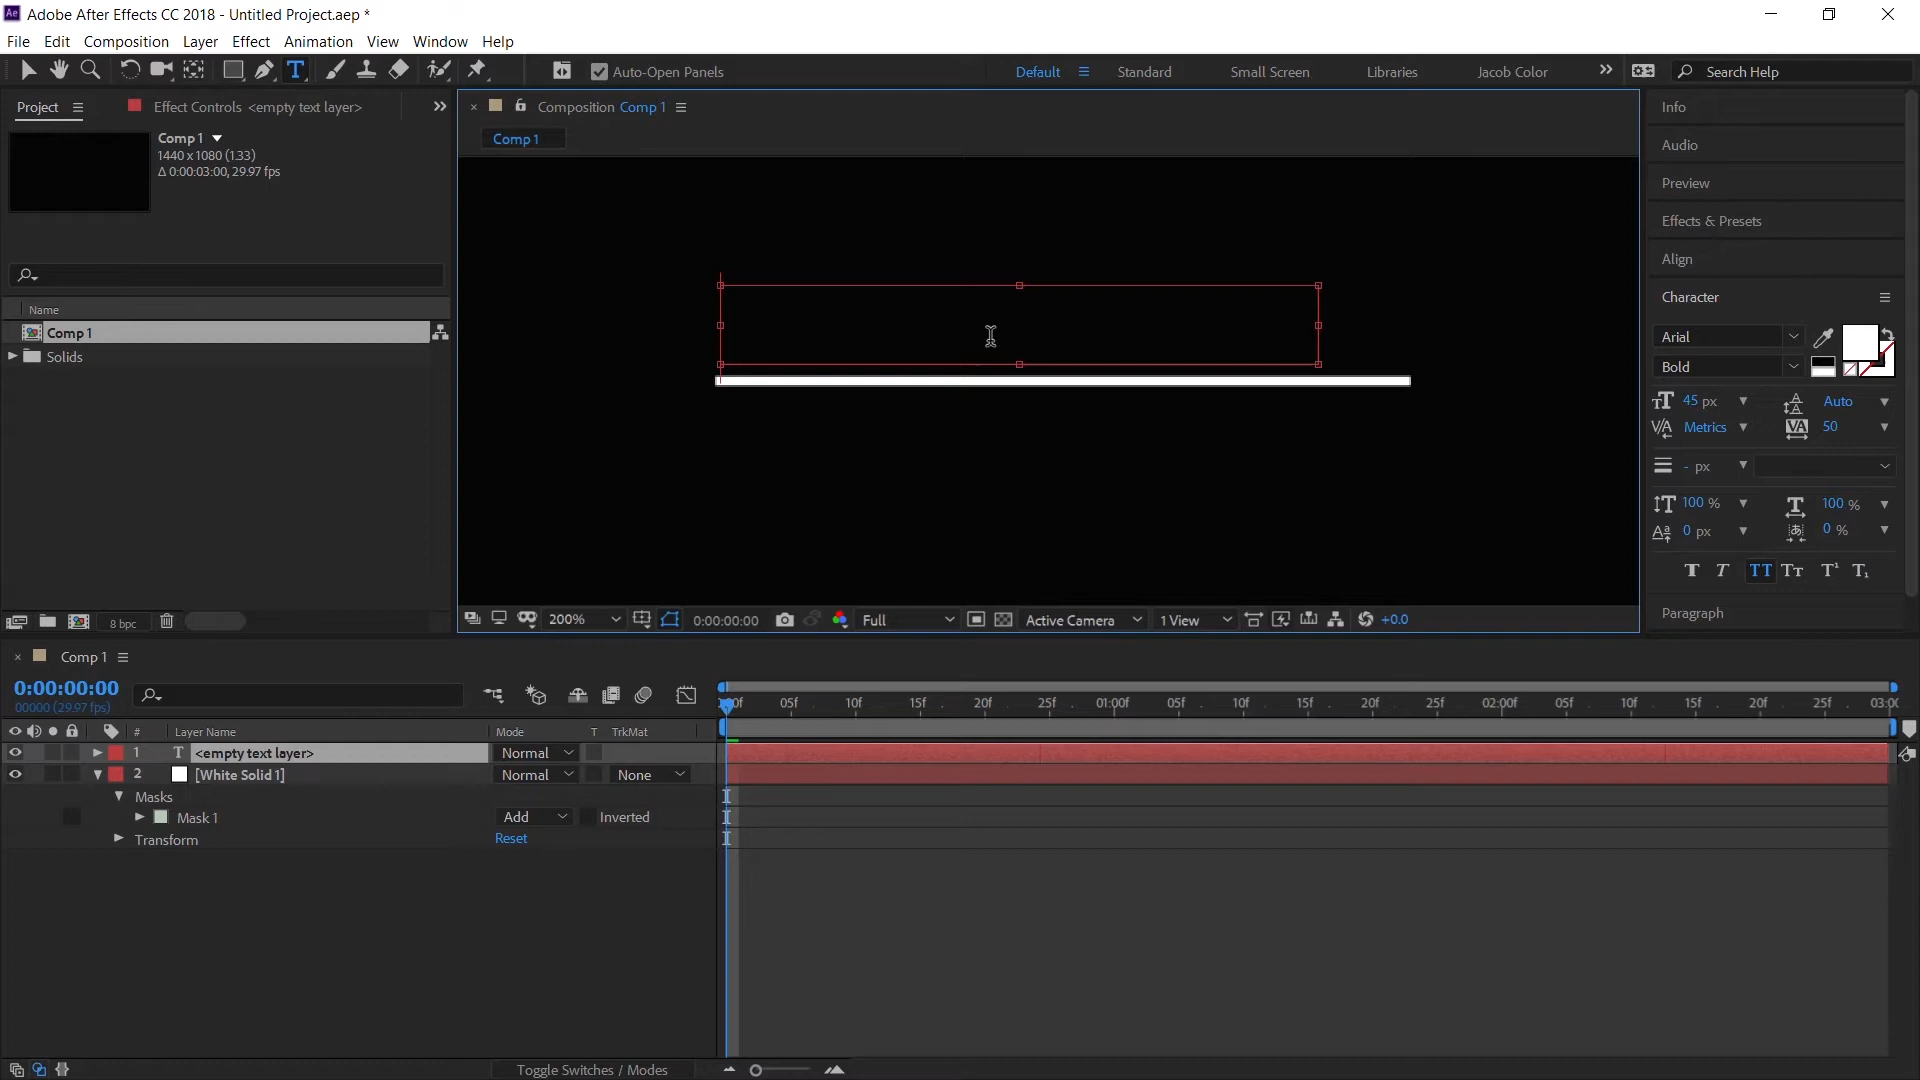 Ae Adobe After Effects CC 2018 - Untitled Project.aep *
File Edit Composition Layer Effect Animation View Window Help
Auto-Open Panels Default Standard Small Screen Libraries Jacob Color Search Help
Project Effect Controls <empty text layer>
Composition Comp 1
Info
Comp 1
1440 x 1080 (1.33)
Δ 0:00:03:00, 29.97 fps
Comp 1
Audio
Preview
Effects & Presets
Align
Character
Name
Comp 1
Solids
Arial
Bold
45 px Auto
Metrics 50
- px
100 % 100 %
0 px 0 %
Paragraph
8 bpc
200% 0:00:00:00 Full Active Camera 1 View +0.0
Comp 1
0:00:00:00
00000 (29.97 fps)
05f 10f 15f 20f 25f 01:00f 05f 10f 15f 20f 25f 02:00f 05f 10f 15f 20f 25f
# Layer Name Mode T TrkMat
1 T <empty text layer> Normal
2 [White Solid 1] Normal None
Masks
Mask 1 Add Inverted
Transform Reset
Toggle Switches / Modes